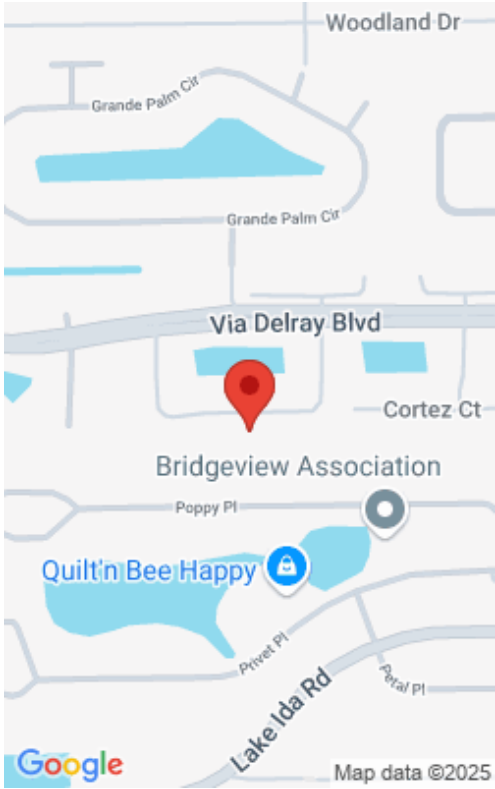 Woodland Dr
Grande Palm Cir
Grande Palm Cir
Via Delray Blvd
Cortez Ct
Bridgeview Association
Poppy Pl
Quilt'n Bee Happy
Privet Pl
Petal Pl
Lake Ida Rd
Google
Map data ©2025